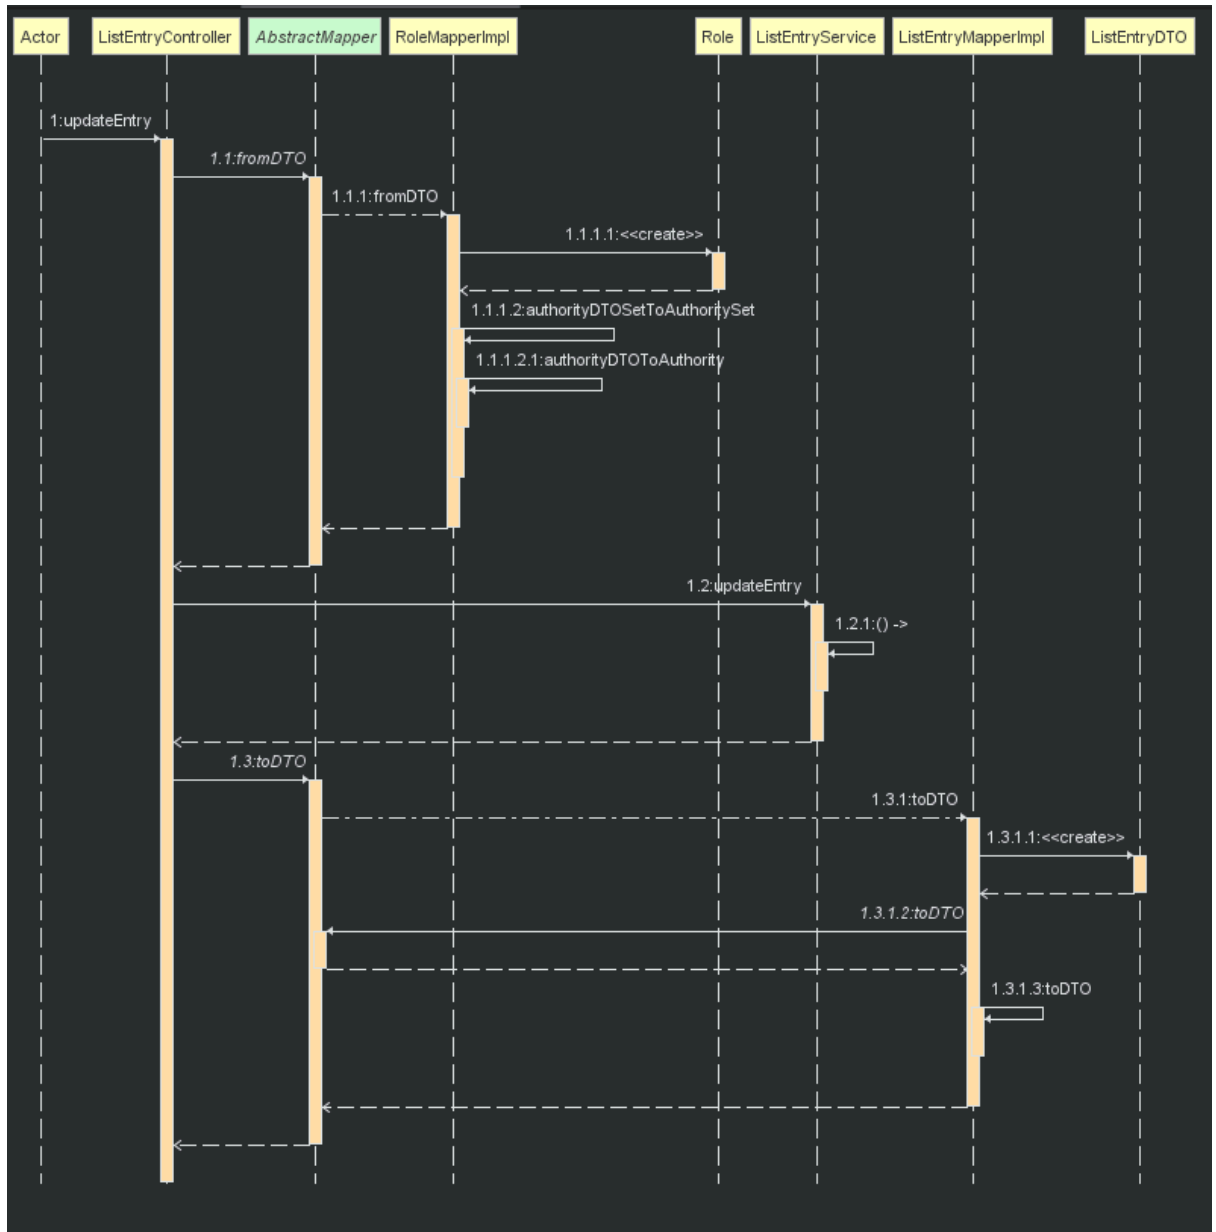 Actor
ListEntryController
AbstractMapper
RoleMapperImpl
Role
ListEntryService
ListEntryMapperImpl
ListEntryDTO
1:updateEntry
1.1:fromDTO
1.1.1:fromDTO
1.1.1.1:<<create>>
1.1.1.2:authorityDTOSetToAuthoritySet
1.1.1.2.1:authorityDTOToAuthority
1.2:updateEntry
1.2.1:() ->
1.3:toDTO
1.3.1:toDTO
1.3.1.1:<<create>>
1.3.1.2:toDTO
1.3.1.3:toDTO